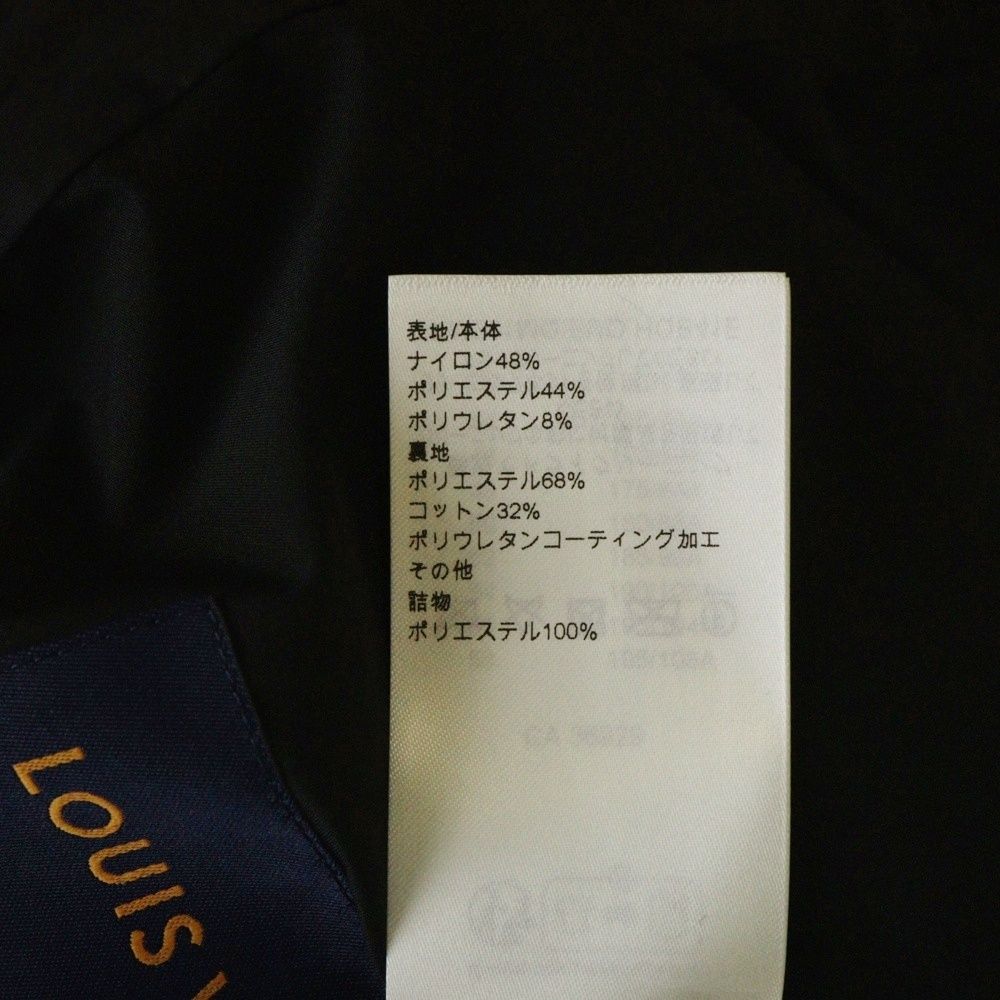 表地/本体
ナイロン48%
ポリエステル44%
ポリウレタン8%
裏地
ポリエステル68%
コットン32%
ポリウレタンコーティング加工
その他
詰物
ポリエステル100%
LOUIS